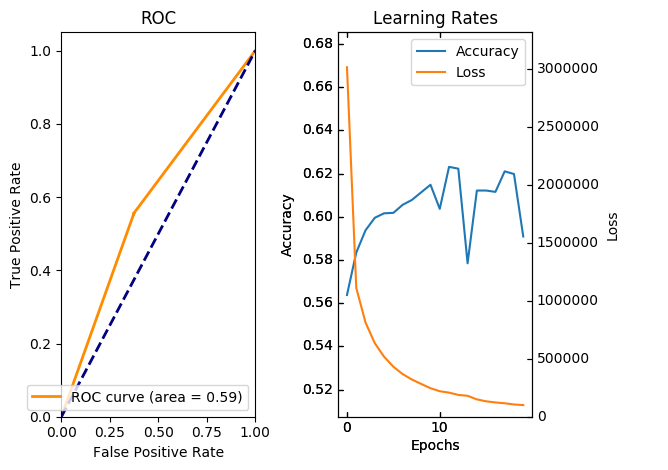 ROC
1.0
0.8
0.6
0.4
0.2
0.0
True Positive Rate
ROC curve (area = 0.59)
0.00 0.25 0.50 0.75 1.00
False Positive Rate
Learning Rates
Accuracy
Loss
0.68
0.66
0.64
0.62
0.60
0.58
0.56
0.54
0.52
Accuracy
3000000
2500000
2000000
1500000
1000000
500000
0
Loss
0 10
Epochs